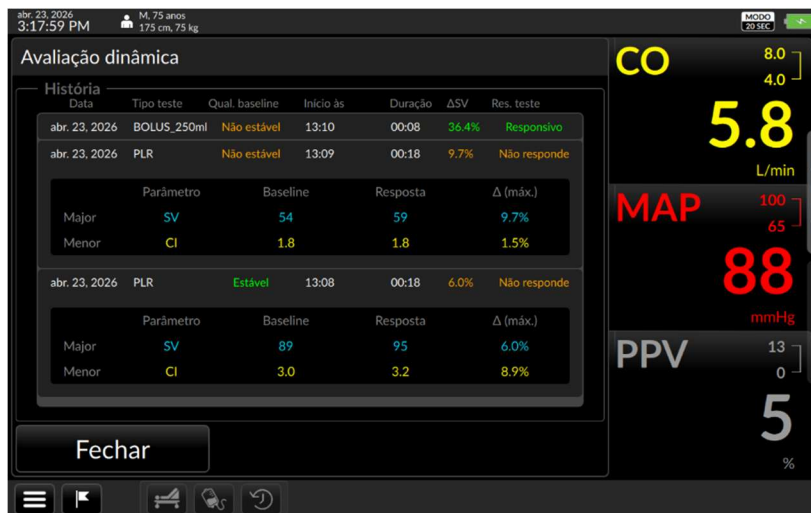 abr. 23, 2026
3:17:59 PM
M, 75 anos
175 cm, 75 kg
MODO
20 SEC
Avaliação dinâmica
História
Data Tipo teste Qual. baseline Início às Duração ΔSV Res. teste
abr. 23, 2026 BOLUS_250ml Não estável 13:10 00:08 36.4% Responsivo
abr. 23, 2026 PLR Não estável 13:09 00:18 9.7% Não responde
Parâmetro Baseline Resposta Δ (máx.)
Major SV 54 59 9.7%
Menor CI 1.8 1.8 1.5%
abr. 23, 2026 PLR Estável 13:08 00:18 6.0% Não responde
Parâmetro Baseline Resposta Δ (máx.)
Major SV 89 95 6.0%
Menor CI 3.0 3.2 8.9%
Fechar
CO
8.0
4.0
5.8
L/min
MAP
100
65
88
mmHg
PPV
13
0
5
%